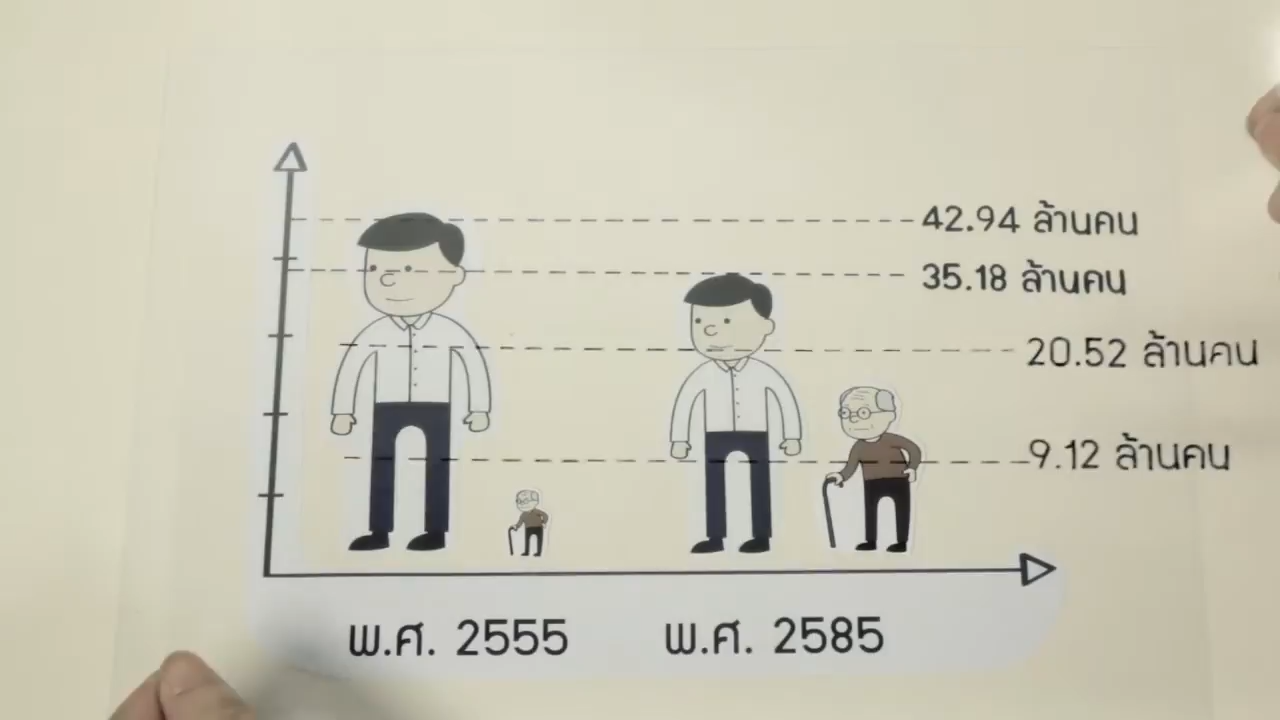 42.94 ล้านคน
35.18 ล้านคน
20.52 ล้านคน
9.12 ล้านคน
พ.ศ. 2555
พ.ศ. 2585